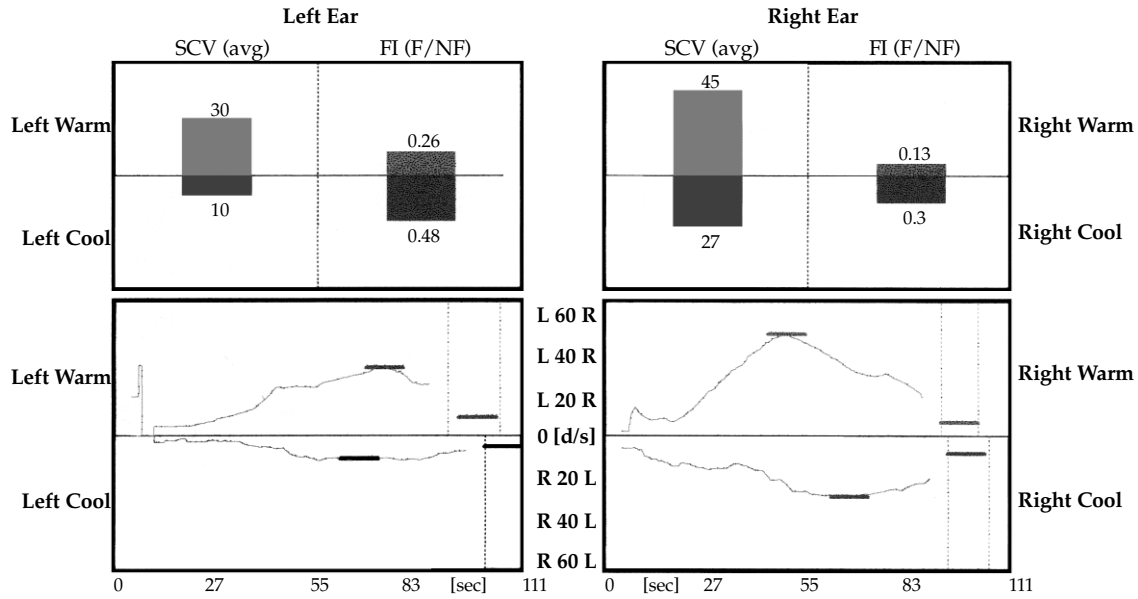 Left Ear Right Ear
SCV (avg) FI (F/NF) SCV (avg) FI (F/NF)
30 45
Left Warm 0.26 0.13 Right Warm
10 27
Left Cool 0.48 0.3 Right Cool
L 60 R
L 40 R
Left Warm Right Warm
L 20 R
0 [d/s]
R 20 L
Left Cool Right Cool
R 40 L
R 60 L
0 27 55 83 [sec] 111 0 [sec] 27 55 83 111